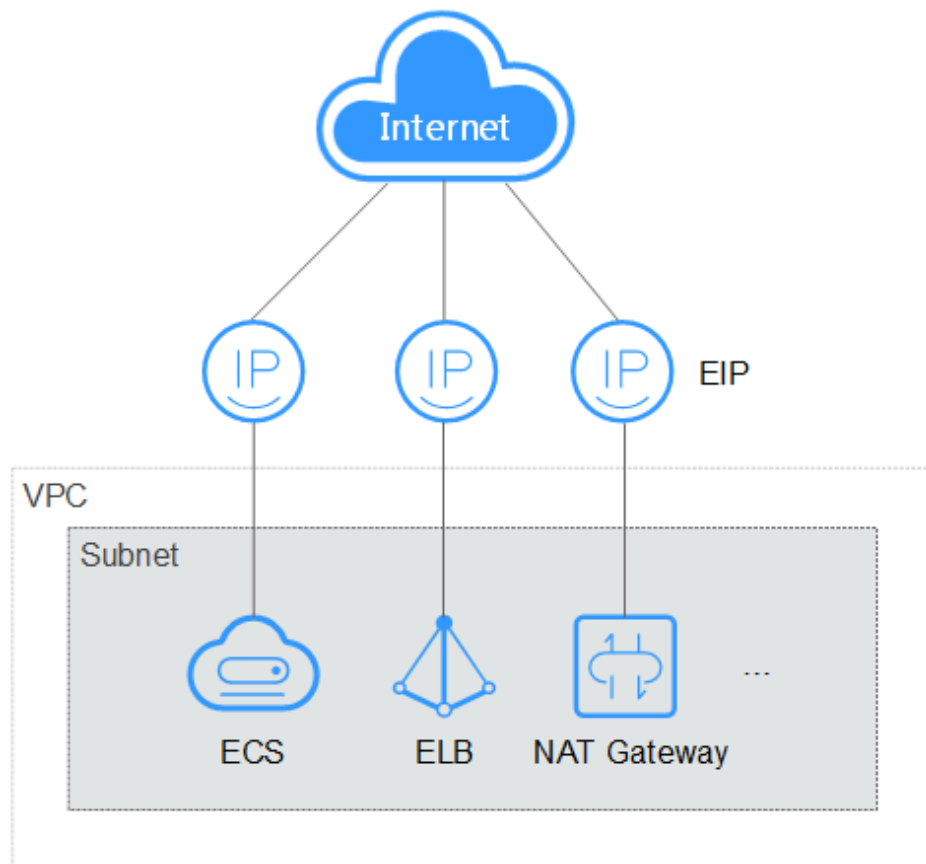 Internet
IP
IP
IP
EIP
VPC
Subnet
...
ECS
ELB
NAT Gateway